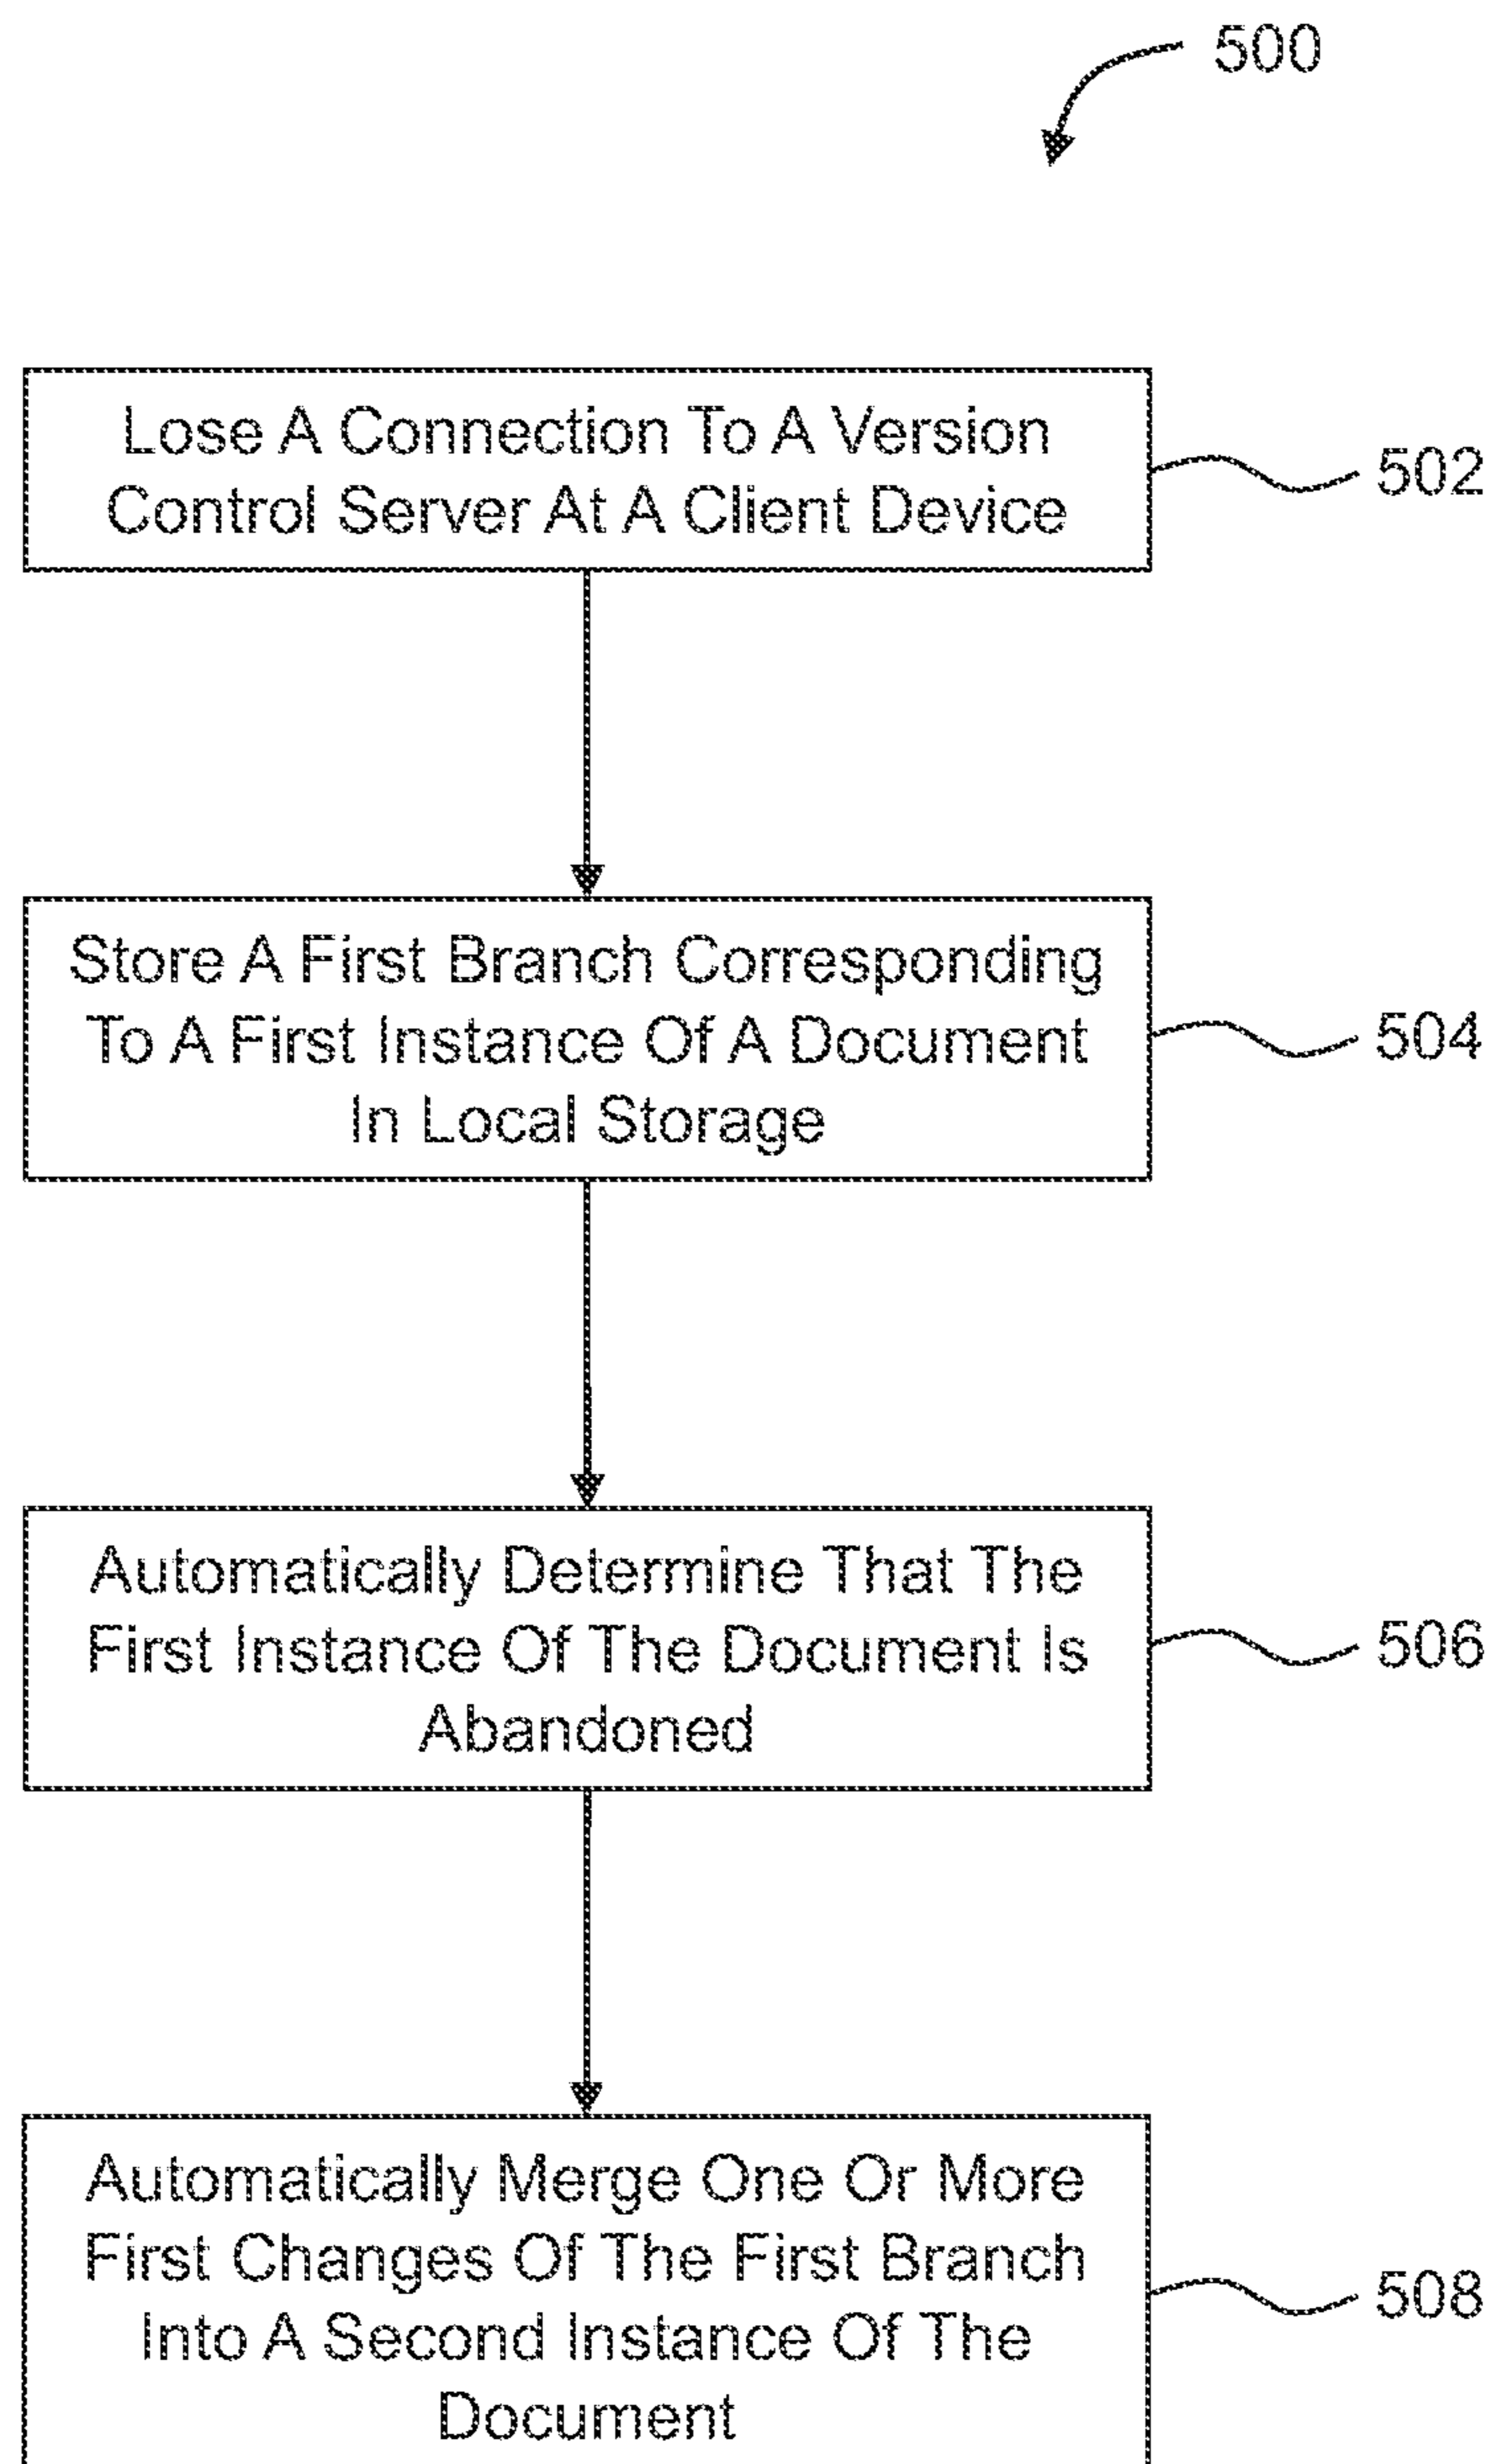 500
Lose A Connection To A Version
Control Server At A Client Device
502
Store A First Branch Corresponding
To A First Instance Of A Document
In Local Storage
504
Automatically Determine That The
First Instance Of The Document Is
Abandoned
506
Automatically Merge One Or More
First Changes Of The First Branch
Into A Second Instance Of The
Document
508